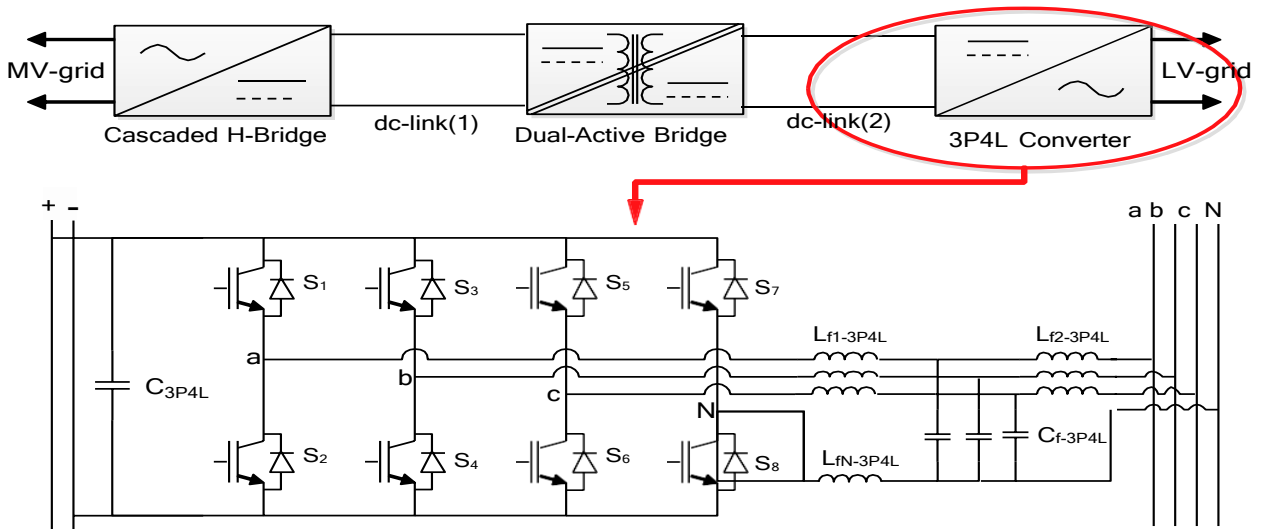 MV-grid
LV-grid
Cascaded H-Bridge
dc-link(1)
Dual-Active Bridge
dc-link(2)
3P4L Converter
+ -
a b c N
S1
S3
S5
S7
Lf1-3P4L
Lf2-3P4L
a
b
c
N
C3P4L
S2
S4
S6
S8
LfN-3P4L
Cf-3P4L